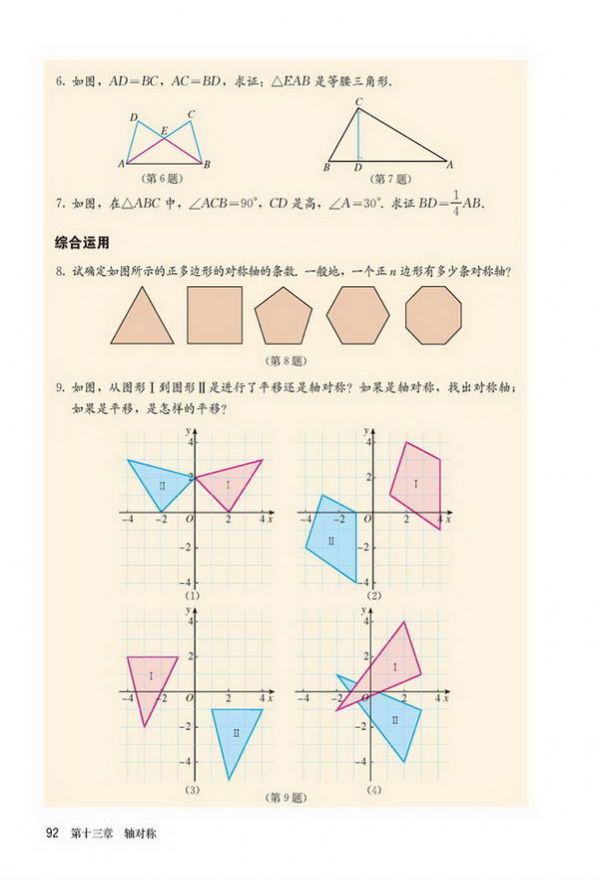 6. 如图，AD=BC，AC=BD，求证：△EAB 是等腰三角形.
D C E A B
C B D A
（第 6 题）
（第 7 题）
7. 如图，在△ABC 中，∠ACB=90°，CD 是高，∠A=30°. 求证 BD=1/4AB.
综合运用
8. 试确定如图所示的正多边形的对称轴的条数. 一般地，一个正 n 边形有多少条对称轴？
（第 8 题）
9. 如图，从图形Ⅰ到图形Ⅱ是进行了平移还是轴对称？如果是轴对称，找出对称轴；
如果是平移，是怎样的平移？
y 4 2 Ⅱ Ⅰ -4 -2 O 2 4 x -2 -4
（1）
y 4 2 Ⅰ -4 -2 O 2 4 x Ⅱ -2 -4
（2）
y 4 2 Ⅰ -4 -2 O 2 4 x -2 Ⅱ -4
（3）
y 4 2 Ⅰ -4 -2 O 2 4 x Ⅱ -2 -4
（4）
（第 9 题）
92 第十三章 轴对称